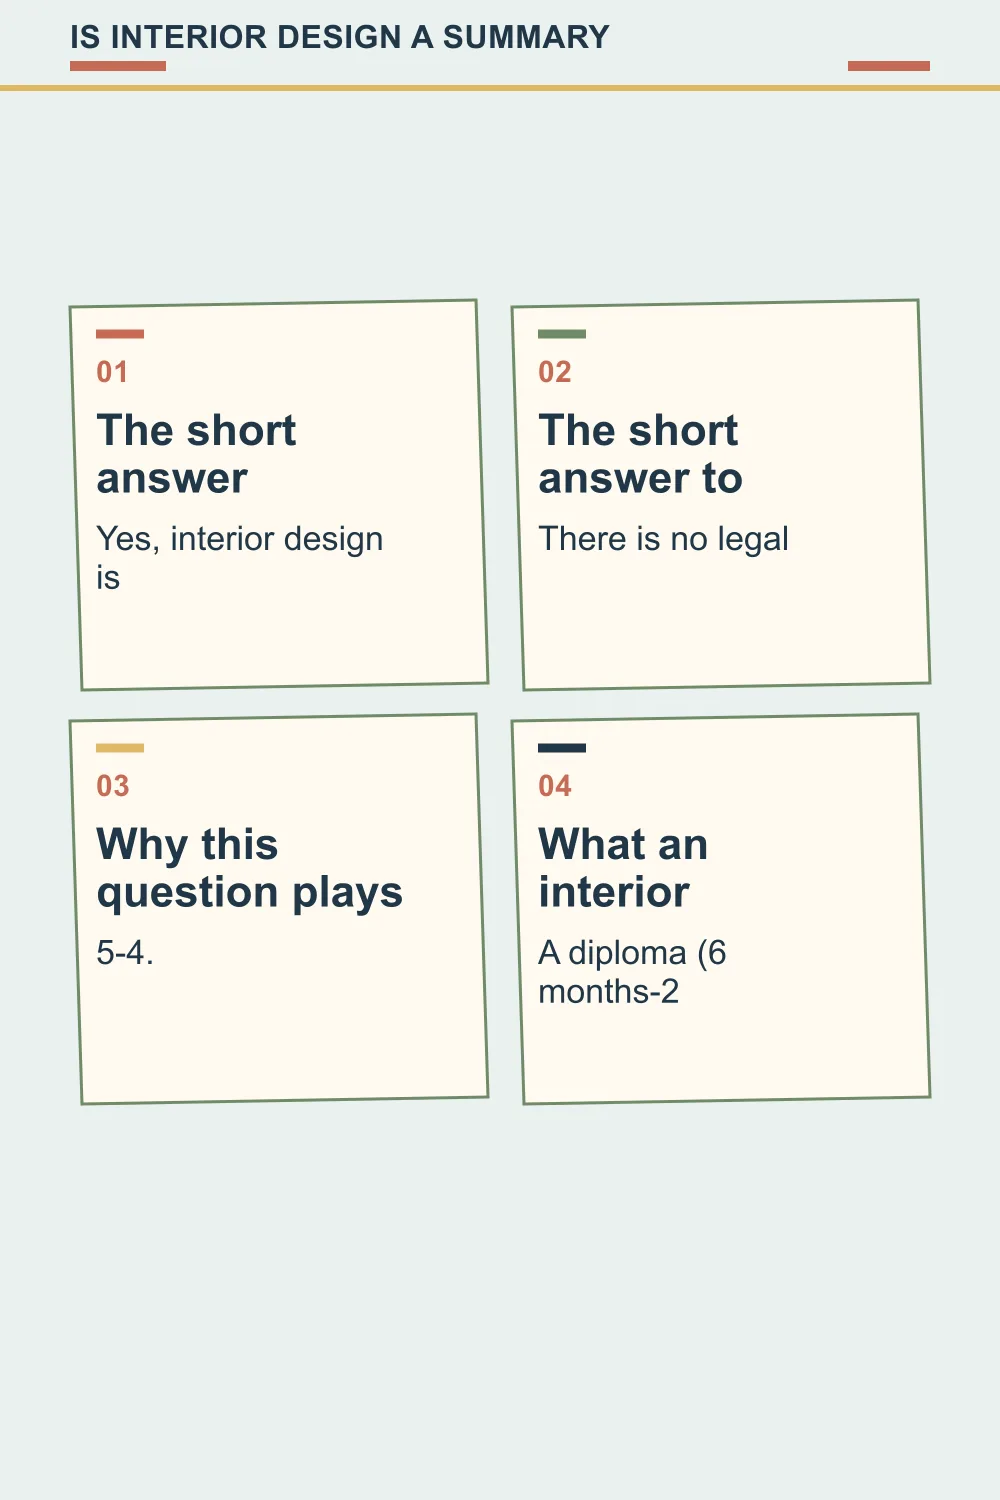 IS INTERIOR DESIGN A SUMMARY
01
The short
answer
Yes, interior design
is
02
The short
answer to
There is no legal
03
Why this
question plays
5-4.
04
What an
interior
A diploma (6
months-2